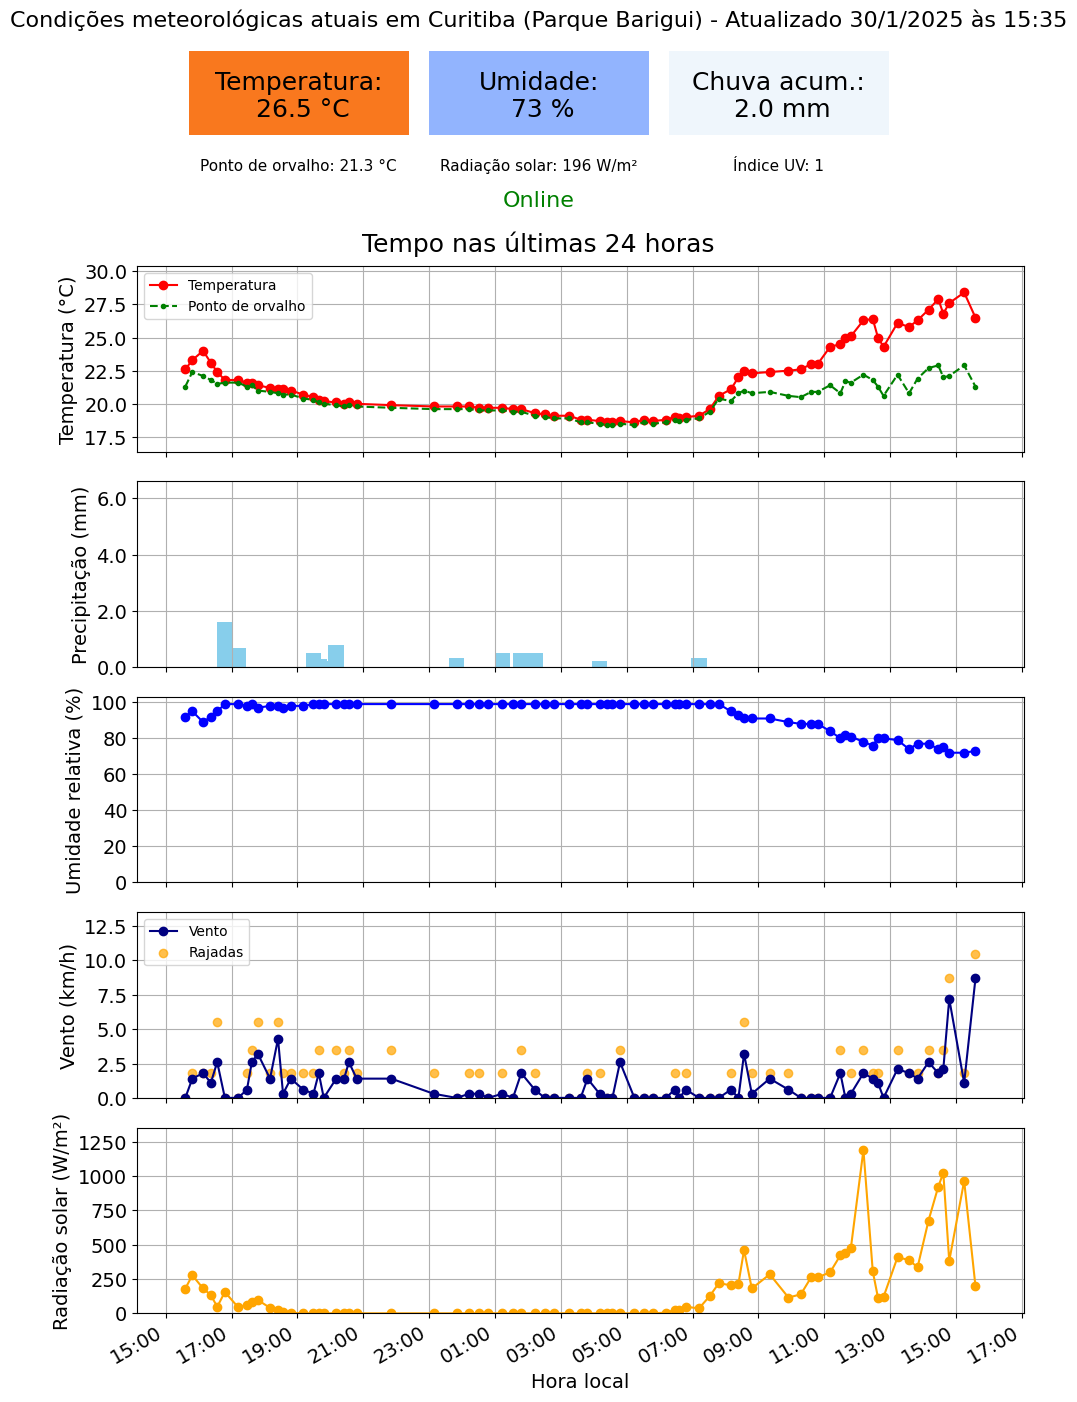 Condições meteorológicas atuais em Curitiba (Parque Barigui) - Atualizado 30/1/2025 às 15:35
Temperatura:
26.5 °C
Umidade:
73 %
Chuva acum.:
2.0 mm
Ponto de orvalho: 21.3 °C
Radiação solar: 196 W/m²
Índice UV: 1
Online
Tempo nas últimas 24 horas
Temperatura (°C)
30.0
27.5
25.0
22.5
20.0
17.5
Temperatura
Ponto de orvalho
Precipitação (mm)
6.0
4.0
2.0
0.0
Umidade relativa (%)
100
80
60
40
20
0
Vento (km/h)
12.5
10.0
7.5
5.0
2.5
0.0
Vento
Rajadas
Radiação solar (W/m²)
1250
1000
750
500
250
0
15:00
17:00
19:00
21:00
23:00
01:00
03:00
05:00
07:00
09:00
11:00
13:00
15:00
17:00
Hora local